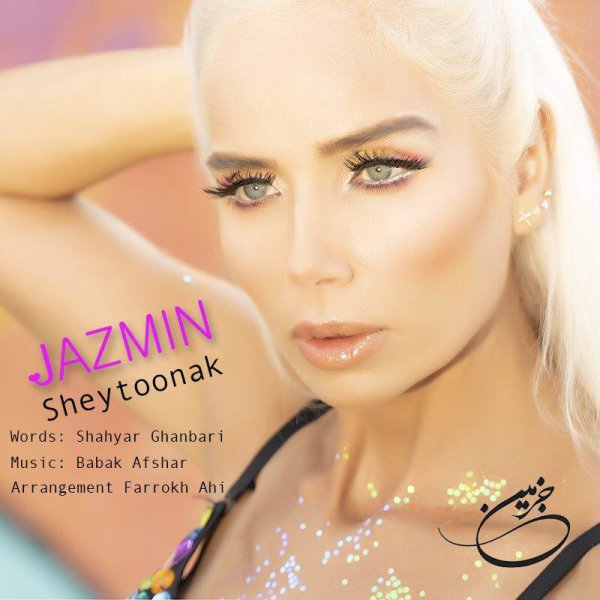 JAZMIN
Sheytoonak
Words: Shahyar Ghanbari
Music: Babak Afshar
Arrangement Farrokh Ahi
جزمین